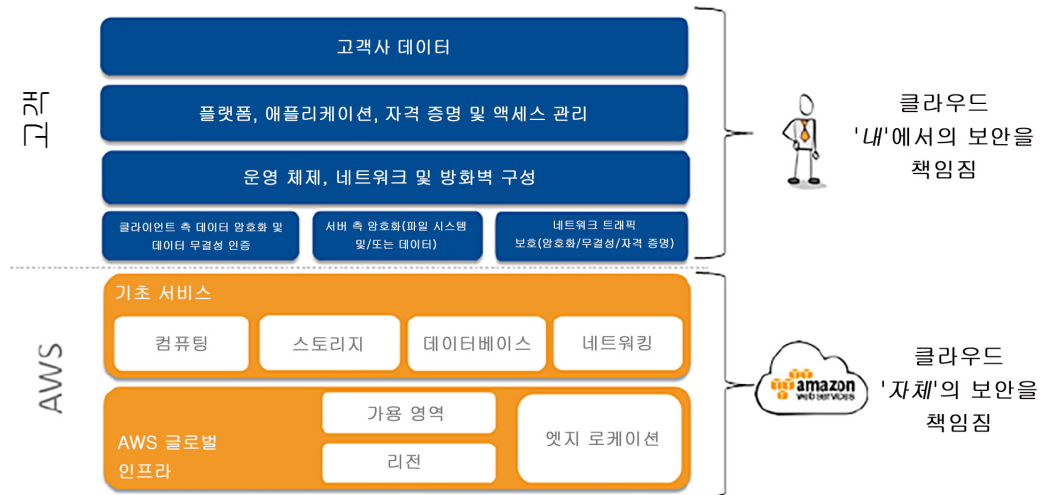 고객
고객사 데이터
플랫폼, 애플리케이션, 자격 증명 및 액세스 관리
운영 체제, 네트워크 및 방화벽 구성
클라이언트 측 데이터 암호화 및
데이터 무결성 인증
서버 측 암호화(파일 시스템
및/또는 데이터)
네트워크 트래픽
보호(암호화/무결성/자격 증명)
클라우드
'내'에서의 보안을
책임짐
AWS
기초 서비스
컴퓨팅
스토리지
데이터베이스
네트워킹
AWS 글로벌
인프라
가용 영역
리전
엣지 로케이션
amazon
web services
클라우드
'자체'의 보안을
책임짐